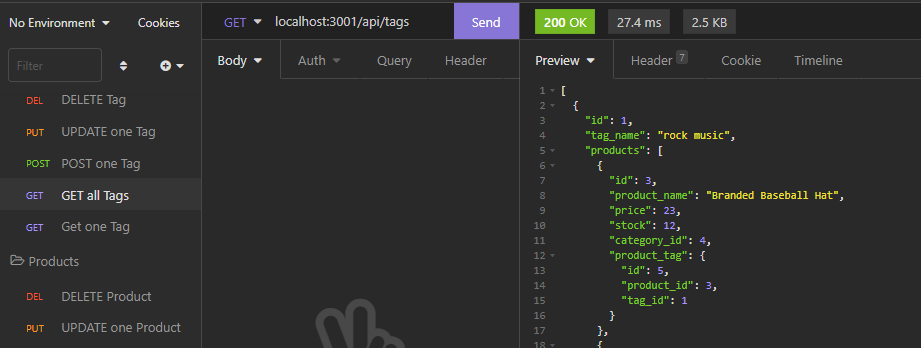 No Environment Cookies
Filter
DEL DELETE Tag
PUT UPDATE one Tag
POST POST one Tag
GET GET all Tags
GET Get one Tag
Products
DEL DELETE Product
PUT UPDATE one Product
GET localhost:3001/api/tags Send
Body Auth Query Header
200 OK 27.4 ms 2.5 KB
Preview Header 7 Cookie Timeline
1 [
2 {
3 "id": 1,
4 "tag_name": "rock music",
5 "products": [
6 {
7 "id": 3,
8 "product_name": "Branded Baseball Hat",
9 "price": 23,
10 "stock": 12,
11 "category_id": 4,
12 "product_tag": {
13 "id": 5,
14 "product_id": 3,
15 "tag_id": 1
16 }
17 },
18 {